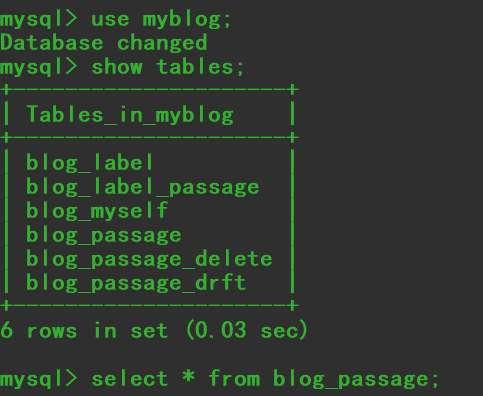 mysql> use myblog;
Database changed
mysql> show tables;
+---------------------+
| Tables_in_myblog    |
+---------------------+
| blog_label          |
| blog_label_passage  |
| blog_myself         |
| blog_passage        |
| blog_passage_delete |
| blog_passage_drft   |
+---------------------+
6 rows in set (0.03 sec)
mysql> select * from blog_passage;